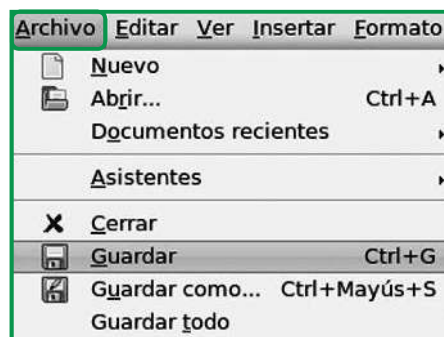 Archivo Editar Ver Insertar Formato
Nuevo
Abrir... Ctrl+A
Documentos recientes
Asistentes
Cerrar
Guardar Ctrl+G
Guardar como... Ctrl+Mayús+S
Guardar todo